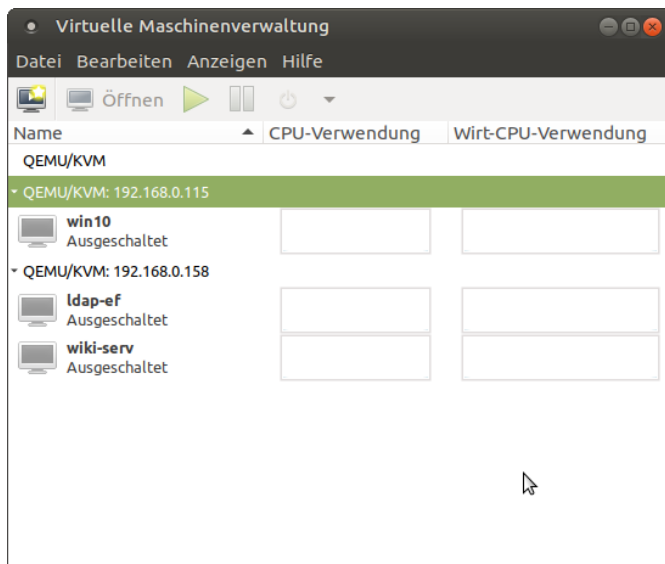 Virtuelle Maschinenverwaltung
Datei Bearbeiten Anzeigen Hilfe
Öffnen
Name CPU-Verwendung Wirt-CPU-Verwendung
QEMU/KVM
QEMU/KVM: 192.168.0.115
win10
Ausgeschaltet
QEMU/KVM: 192.168.0.158
ldap-ef
Ausgeschaltet
wiki-serv
Ausgeschaltet